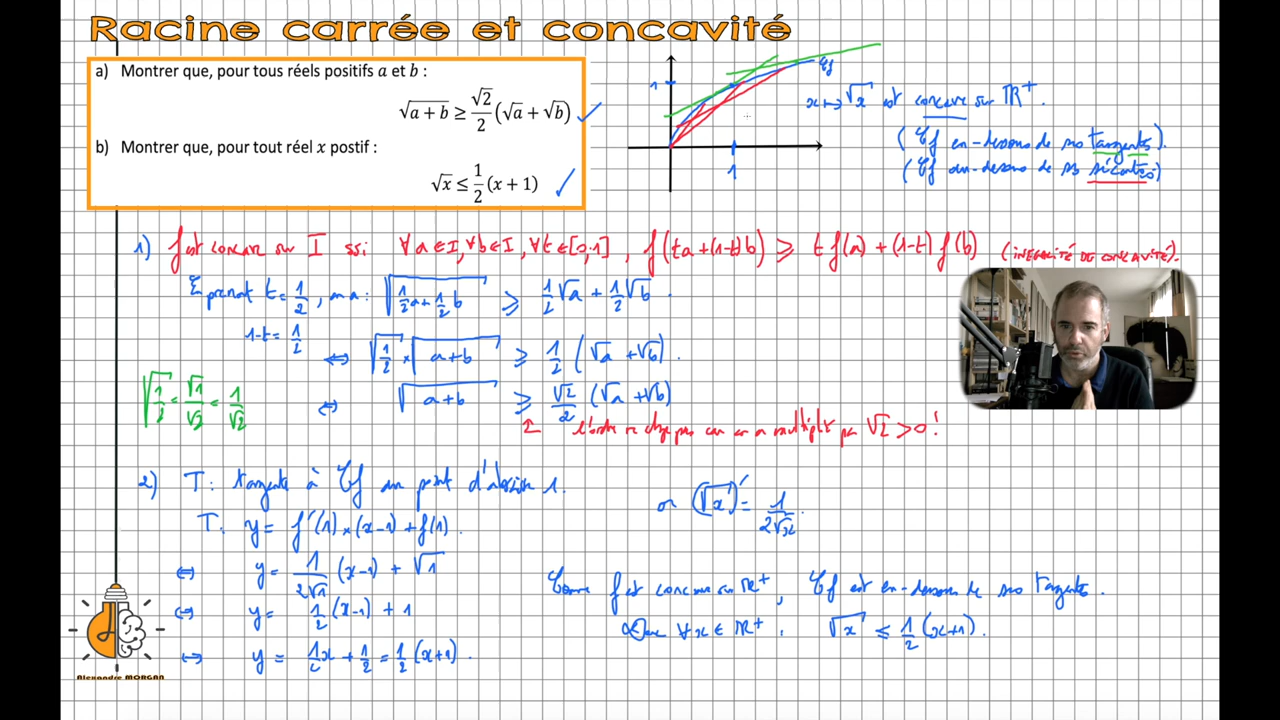 Racine carrée et concavité
a) Montrer que, pour tous réels positifs a et b :
√(a + b) ≥ √2/2 (√a + √b)
b) Montrer que, pour tout réel x postif :
√x ≤ 1/2 (x + 1)
1
1
Cf
x ↦ √x est concave sur ℝ+.
(Cf en-dessous de ses tangentes).
(Cf au-dessus de ses sécantes)
1) f est concave sur I ssi ∀a∈I, ∀b∈I, ∀t∈[0,1], f(ta+(1-t)b) ≥ t f(a) + (1-t) f(b) (INEGALITÉ DE CONCAVITÉ).
En prenant t = 1/2, on a : √(1/2 a + 1/2 b) ≥ 1/2 √a + 1/2 √b.
1-t = 1/2
⇔ √(1/2) × √(a+b) ≥ 1/2 (√a + √b).
√(1/2) = √1/√2 = 1/√2
⇔ √(a+b) ≥ √2/2 (√a + √b)
l'ordre ne change pas car on a multiplié par √2 > 0 !
2) T : tangente à Cf au point d'abscisse 1.
T : y = f'(1) × (x-1) + f(1).
or (√x)' = 1/(2√x).
⇔ y = 1/(2√1) (x-1) + √1
⇔ y = 1/2 (x-1) + 1
⇔ y = 1/2 x + 1/2 = 1/2 (x+1).
Comme f est concave sur ℝ+, Cf est en-dessous de ses tangentes.
Donc ∀x ∈ ℝ+, √x ≤ 1/2 (x+1).
Alexandre MORGAN